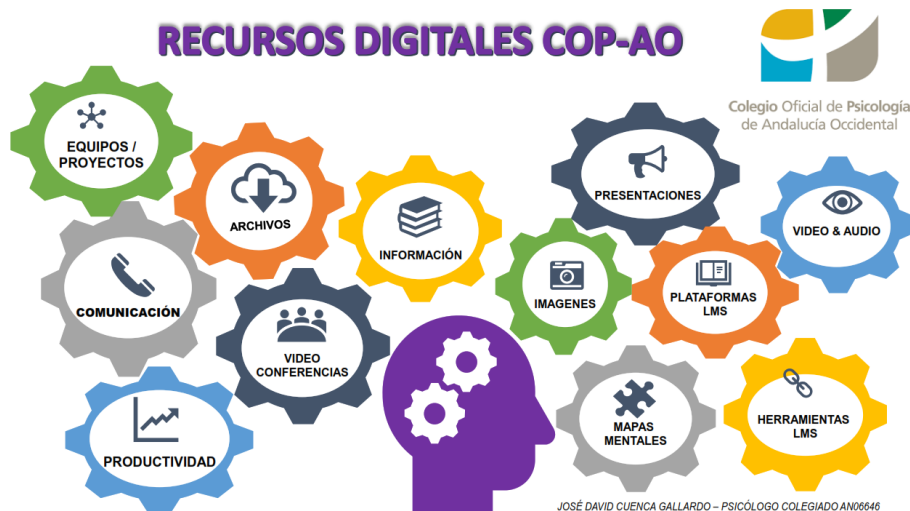 RECURSOS DIGITALES COP-AO
Colegio Oficial de Psicología
de Andalucía Occidental
EQUIPOS /
PROYECTOS
ARCHIVOS
INFORMACIÓN
COMUNICACIÓN
VIDEO
CONFERENCIAS
PRODUCTIVIDAD
PRESENTACIONES
VIDEO & AUDIO
IMAGENES
PLATAFORMAS
LMS
MAPAS
MENTALES
HERRAMIENTAS
LMS
JOSÉ DAVID CUENCA GALLARDO – PSICÓLOGO COLEGIADO AN06646